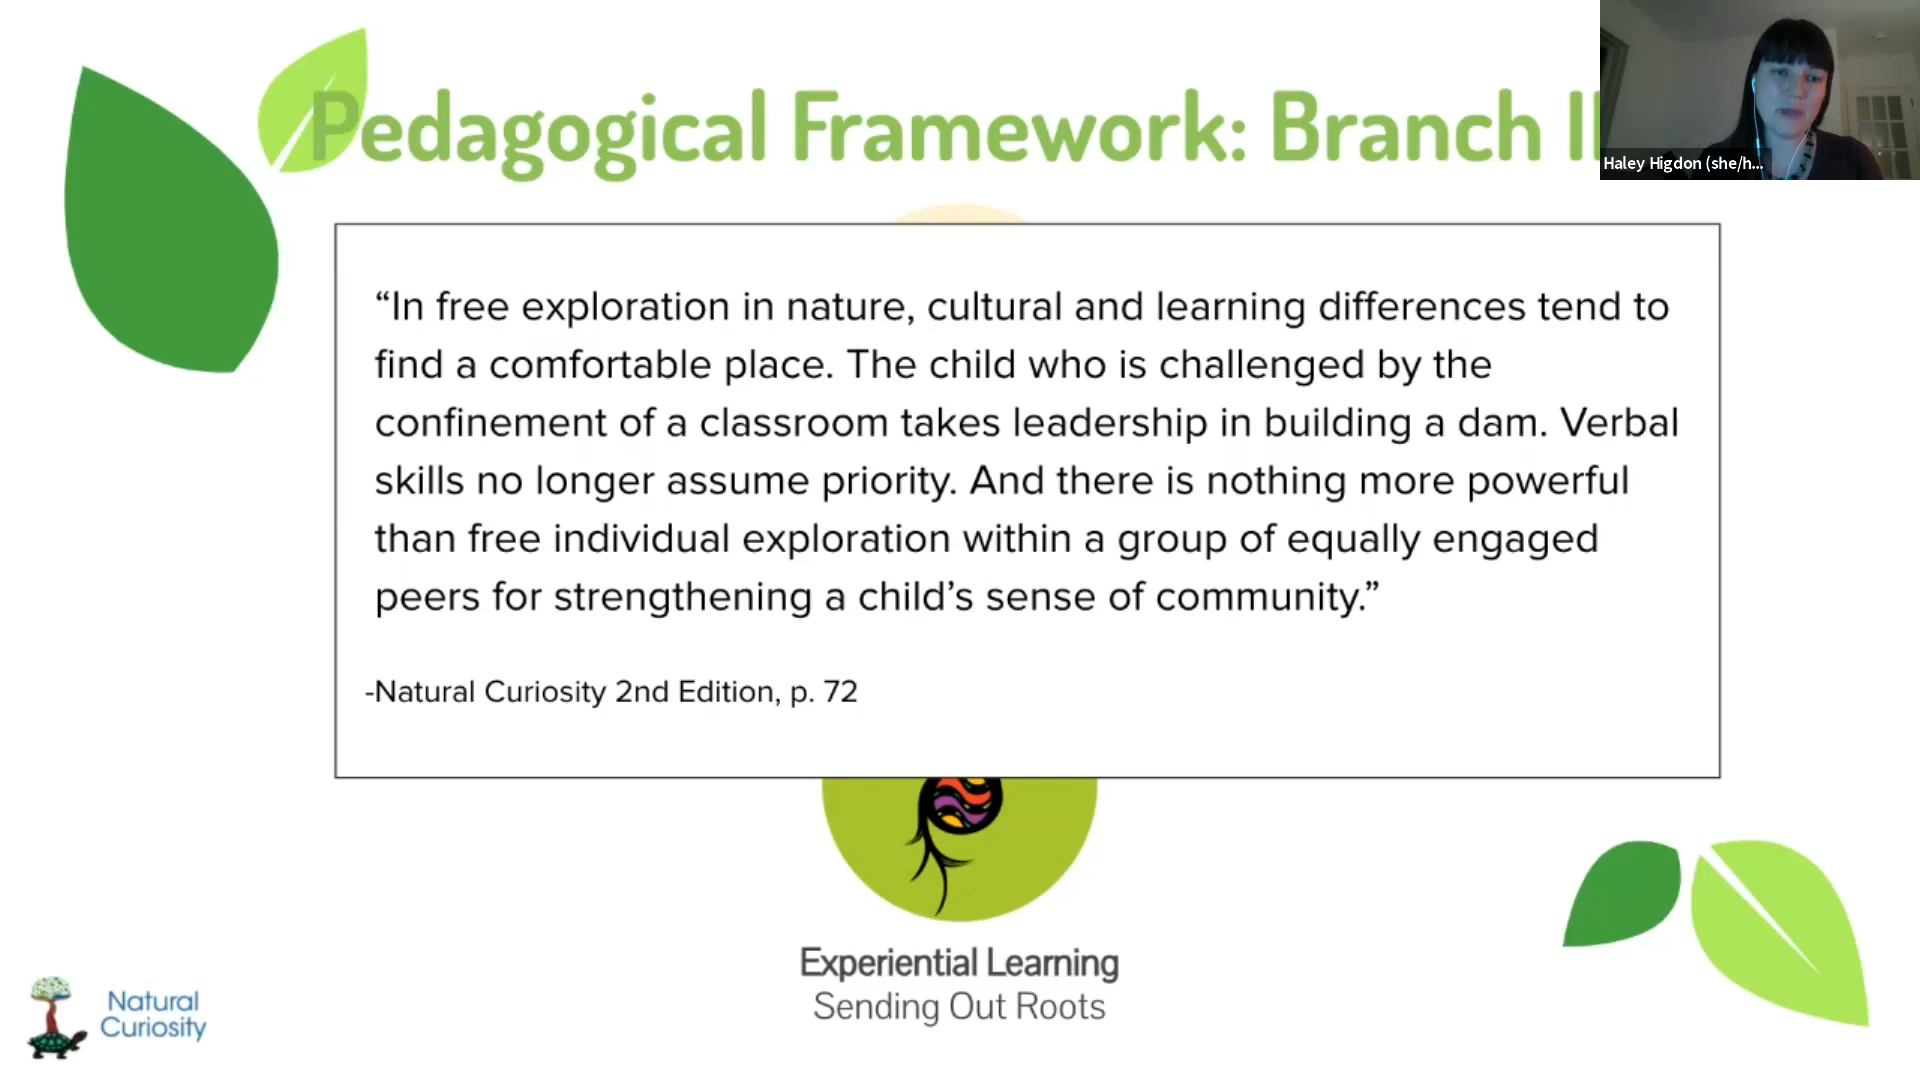 Pedagogical Framework: Branch II
Haley Higdon (she/h...
“In free exploration in nature, cultural and learning differences tend to
find a comfortable place. The child who is challenged by the
confinement of a classroom takes leadership in building a dam. Verbal
skills no longer assume priority. And there is nothing more powerful
than free individual exploration within a group of equally engaged
peers for strengthening a child’s sense of community.”
-Natural Curiosity 2nd Edition, p. 72
Experiential Learning
Sending Out Roots
Natural
Curiosity